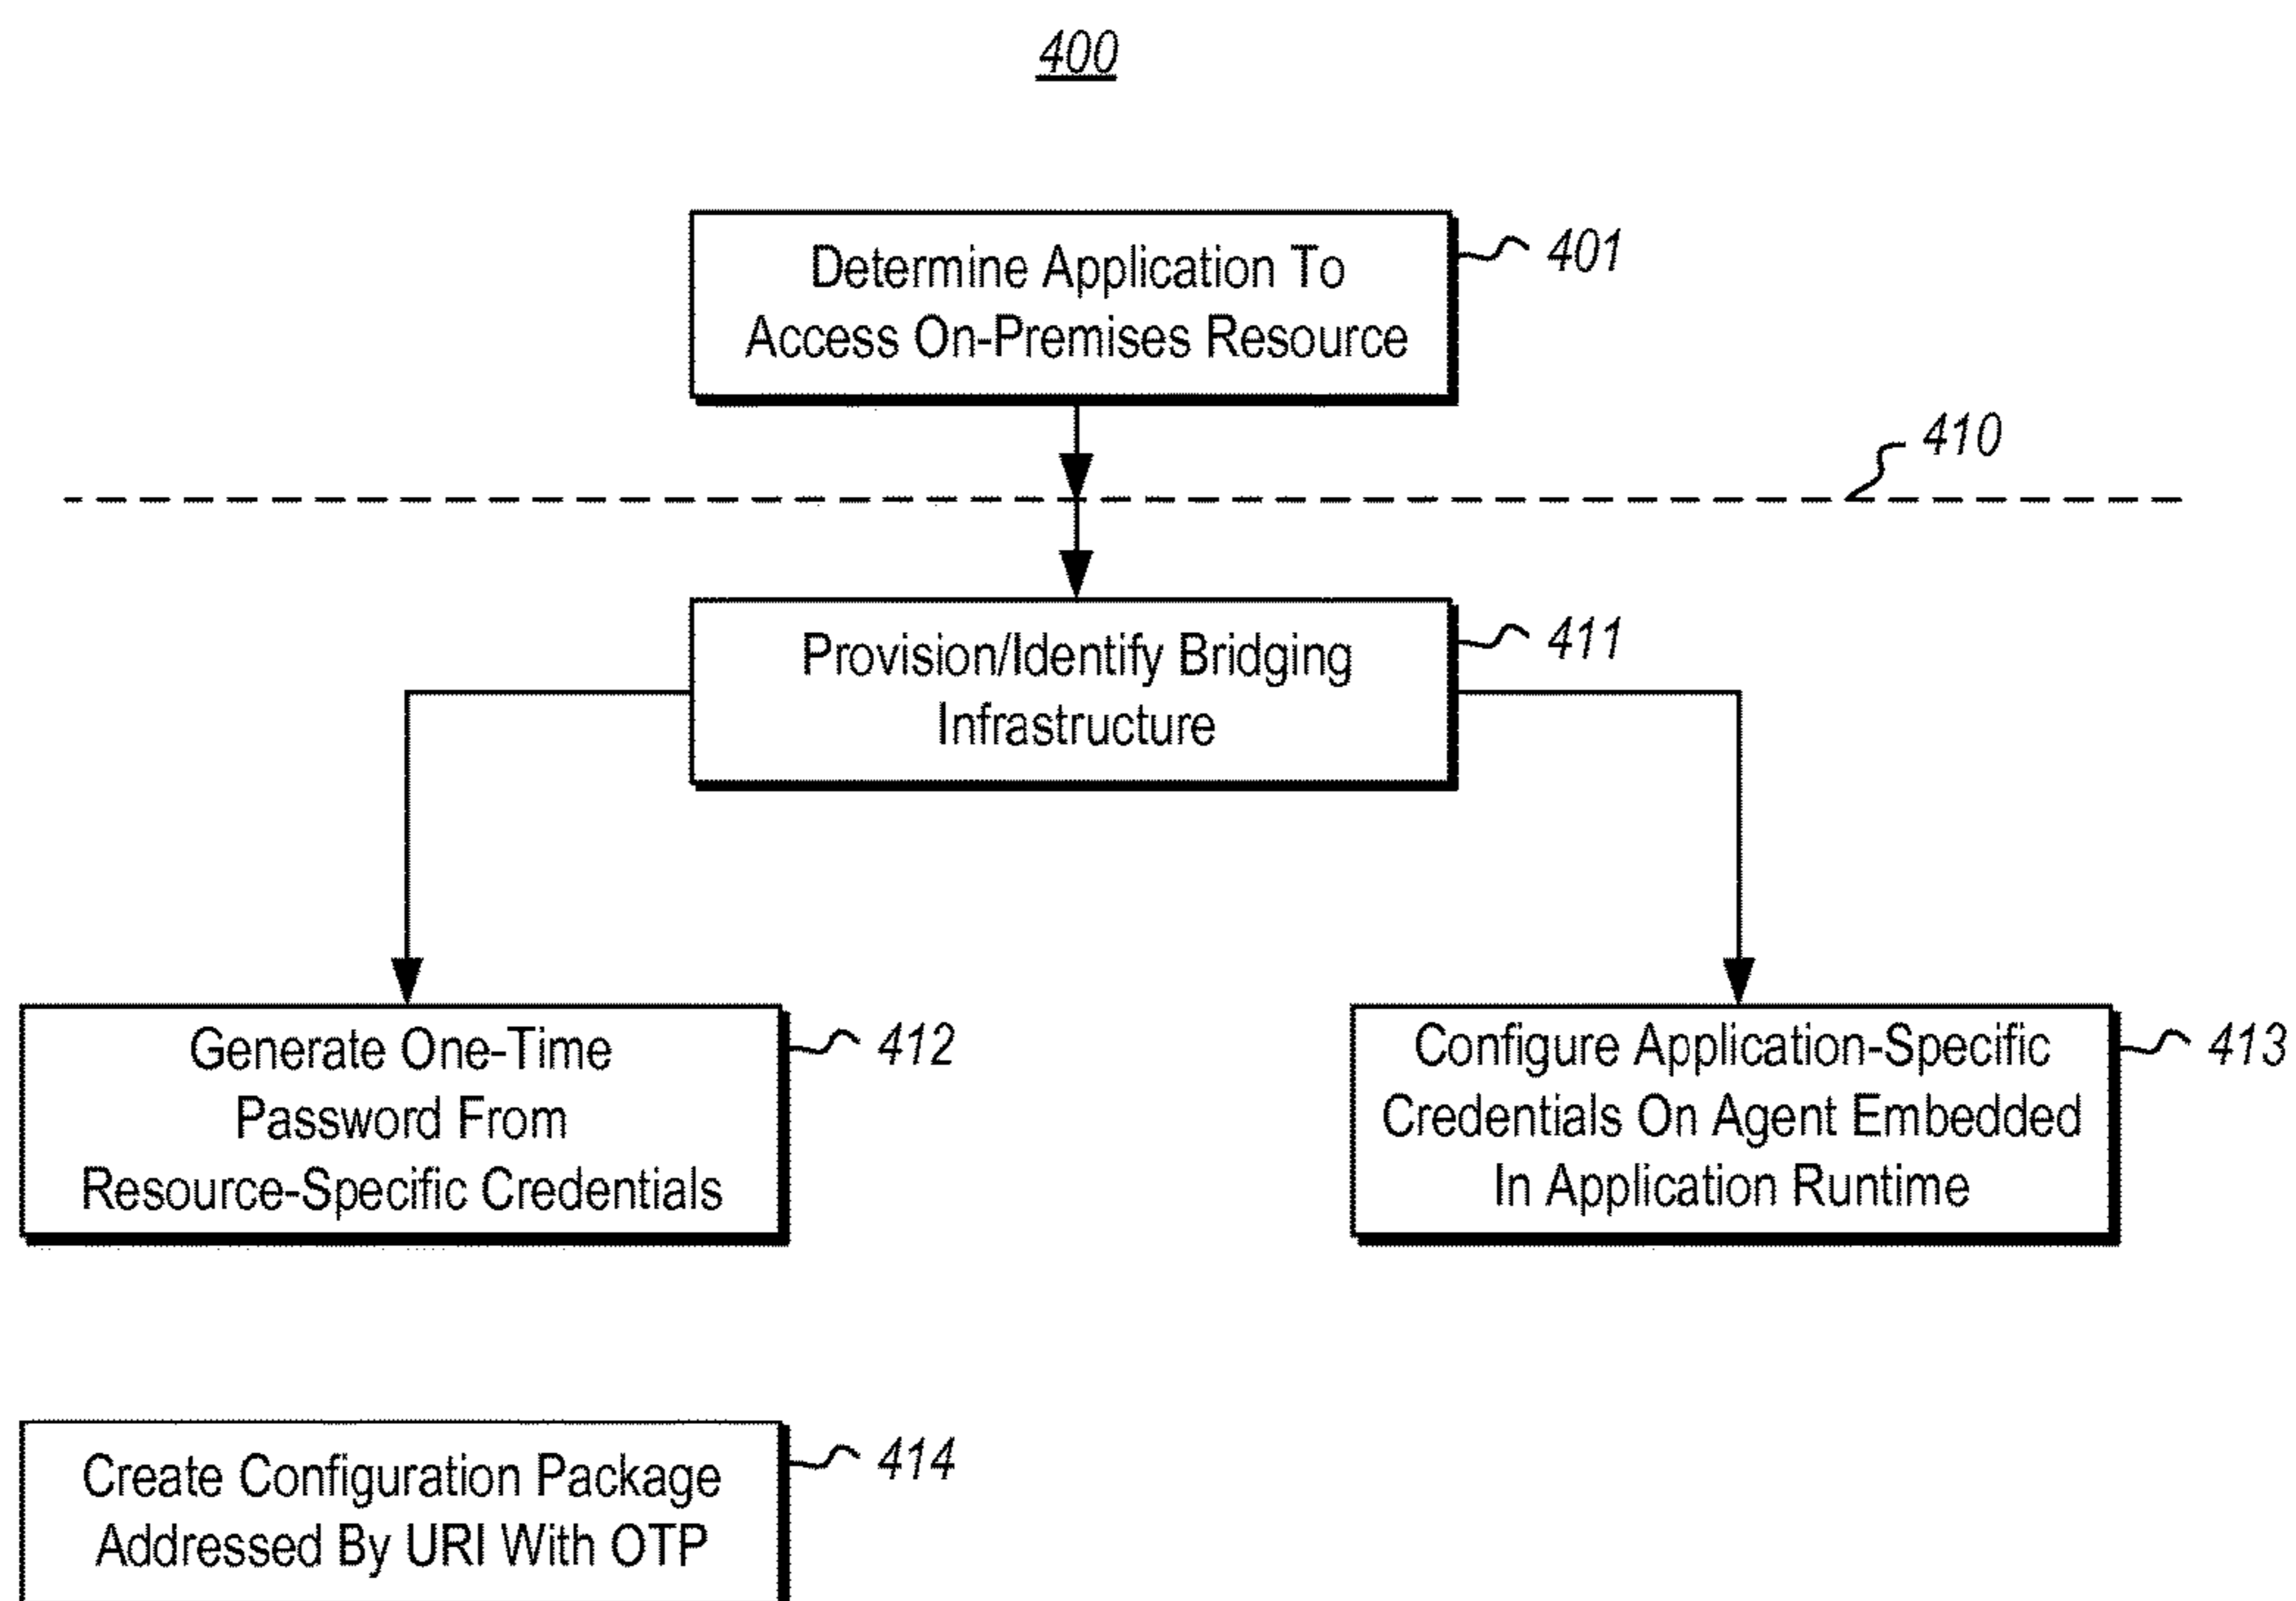 400
Determine Application To
Access On-Premises Resource
401
410
Provision/Identify Bridging
Infrastructure
411
Generate One-Time
Password From
Resource-Specific Credentials
412
Configure Application-Specific
Credentials On Agent Embedded
In Application Runtime
413
Create Configuration Package
Addressed By URI With OTP
414